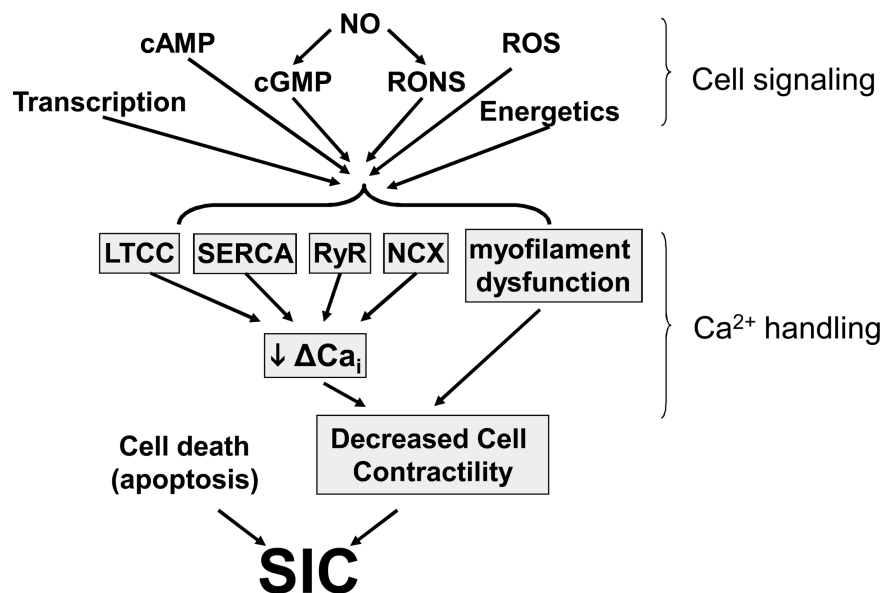 NO
cAMP
ROS
cGMP
RONS
Cell signaling
Transcription
Energetics
LTCC
SERCA
RyR
NCX
myofilament
dysfunction
Ca²⁺ handling
↓ ΔCaᵢ
Decreased Cell
Contractility
Cell death
(apoptosis)
SIC